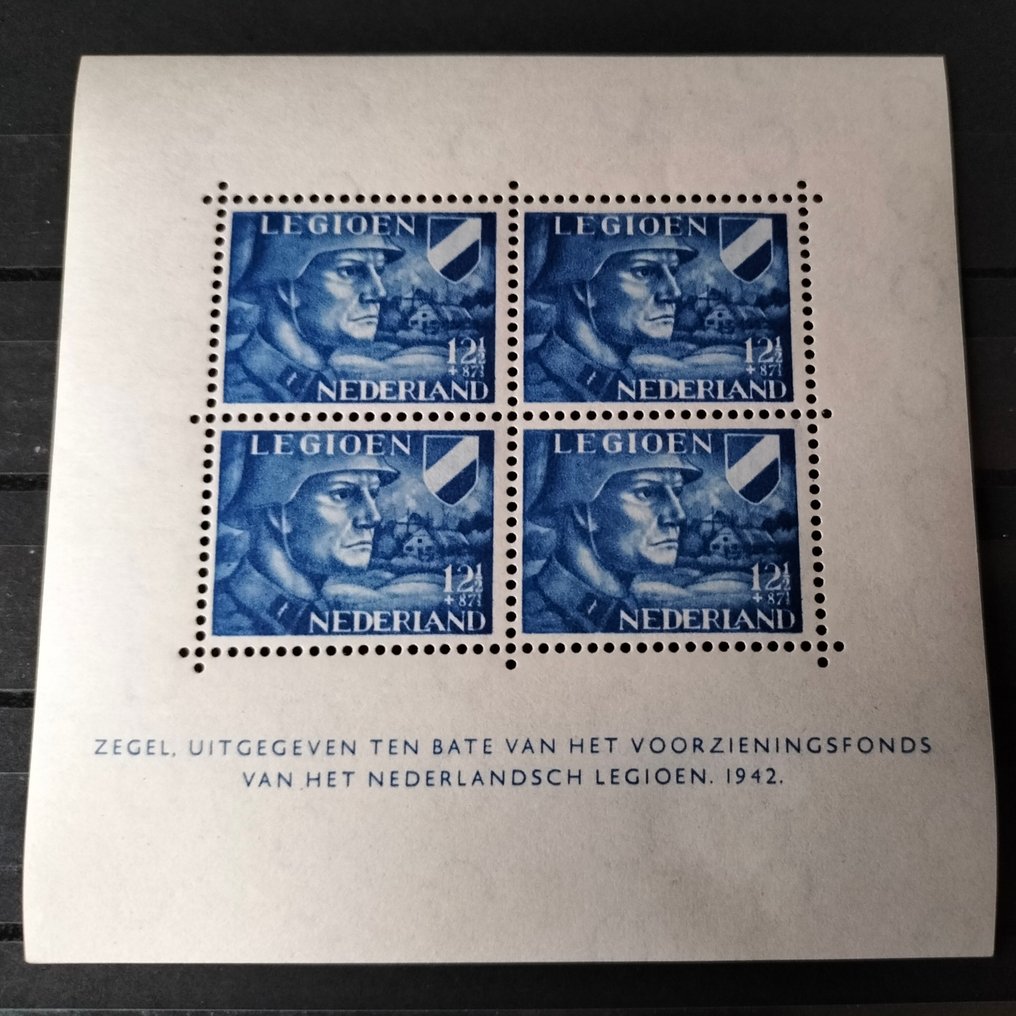 LEGIOEN
12½
+87½
NEDERLAND
LEGIOEN
12½
+87½
NEDERLAND
LEGIOEN
12½
+87½
NEDERLAND
LEGIOEN
12½
+87½
NEDERLAND
ZEGEL, UITGEGEVEN TEN BATE VAN HET VOORZIENINGSFONDS
VAN HET NEDERLANDSCH LEGIOEN. 1942.